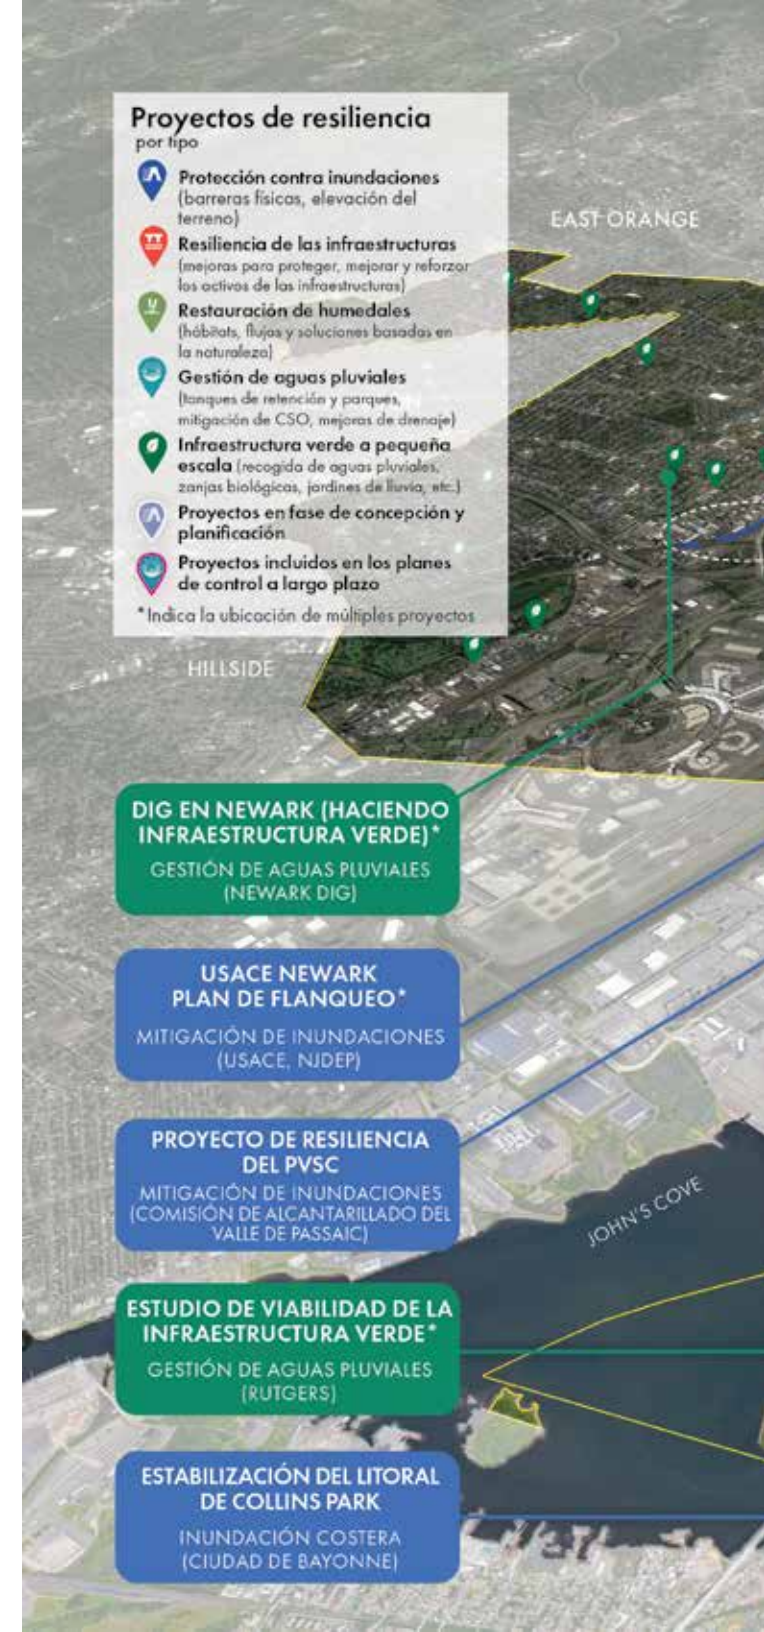 Proyectos de resiliencia
por tipo
Protección contra inundaciones
(barreras físicas, elevación del
terreno)
Resiliencia de las infraestructuras
(mejoras para proteger, mejorar y reforzar
los activos de las infraestructuras)
Restauración de humedales
(hábitats, flujos y soluciones basadas en
la naturaleza)
Gestión de aguas pluviales
(tanques de retención y parques,
mitigación de CSO, mejoras de drenaje)
Infraestructura verde a pequeña
escala (recogida de aguas pluviales,
zanjas biológicas, jardines de lluvia, etc.)
Proyectos en fase de concepción y
planificación
Proyectos incluidos en los planes
de control a largo plazo
*Indica la ubicación de múltiples proyectos
EAST ORANGE
HILLSIDE
DIG EN NEWARK (HACIENDO
INFRAESTRUCTURA VERDE)*
GESTIÓN DE AGUAS PLUVIALES
(NEWARK DIG)
USACE NEWARK
PLAN DE FLANQUEO*
MITIGACIÓN DE INUNDACIONES
(USACE, NJDEP)
PROYECTO DE RESILIENCIA
DEL PVSC
MITIGACIÓN DE INUNDACIONES
(COMISIÓN DE ALCANTARILLADO DEL
VALLE DE PASSAIC)
JOHN'S COVE
ESTUDIO DE VIABILIDAD DE LA
INFRAESTRUCTURA VERDE*
GESTIÓN DE AGUAS PLUVIALES
(RUTGERS)
ESTABILIZACIÓN DEL LITORAL
DE COLLINS PARK
INUNDACIÓN COSTERA
(CIUDAD DE BAYONNE)